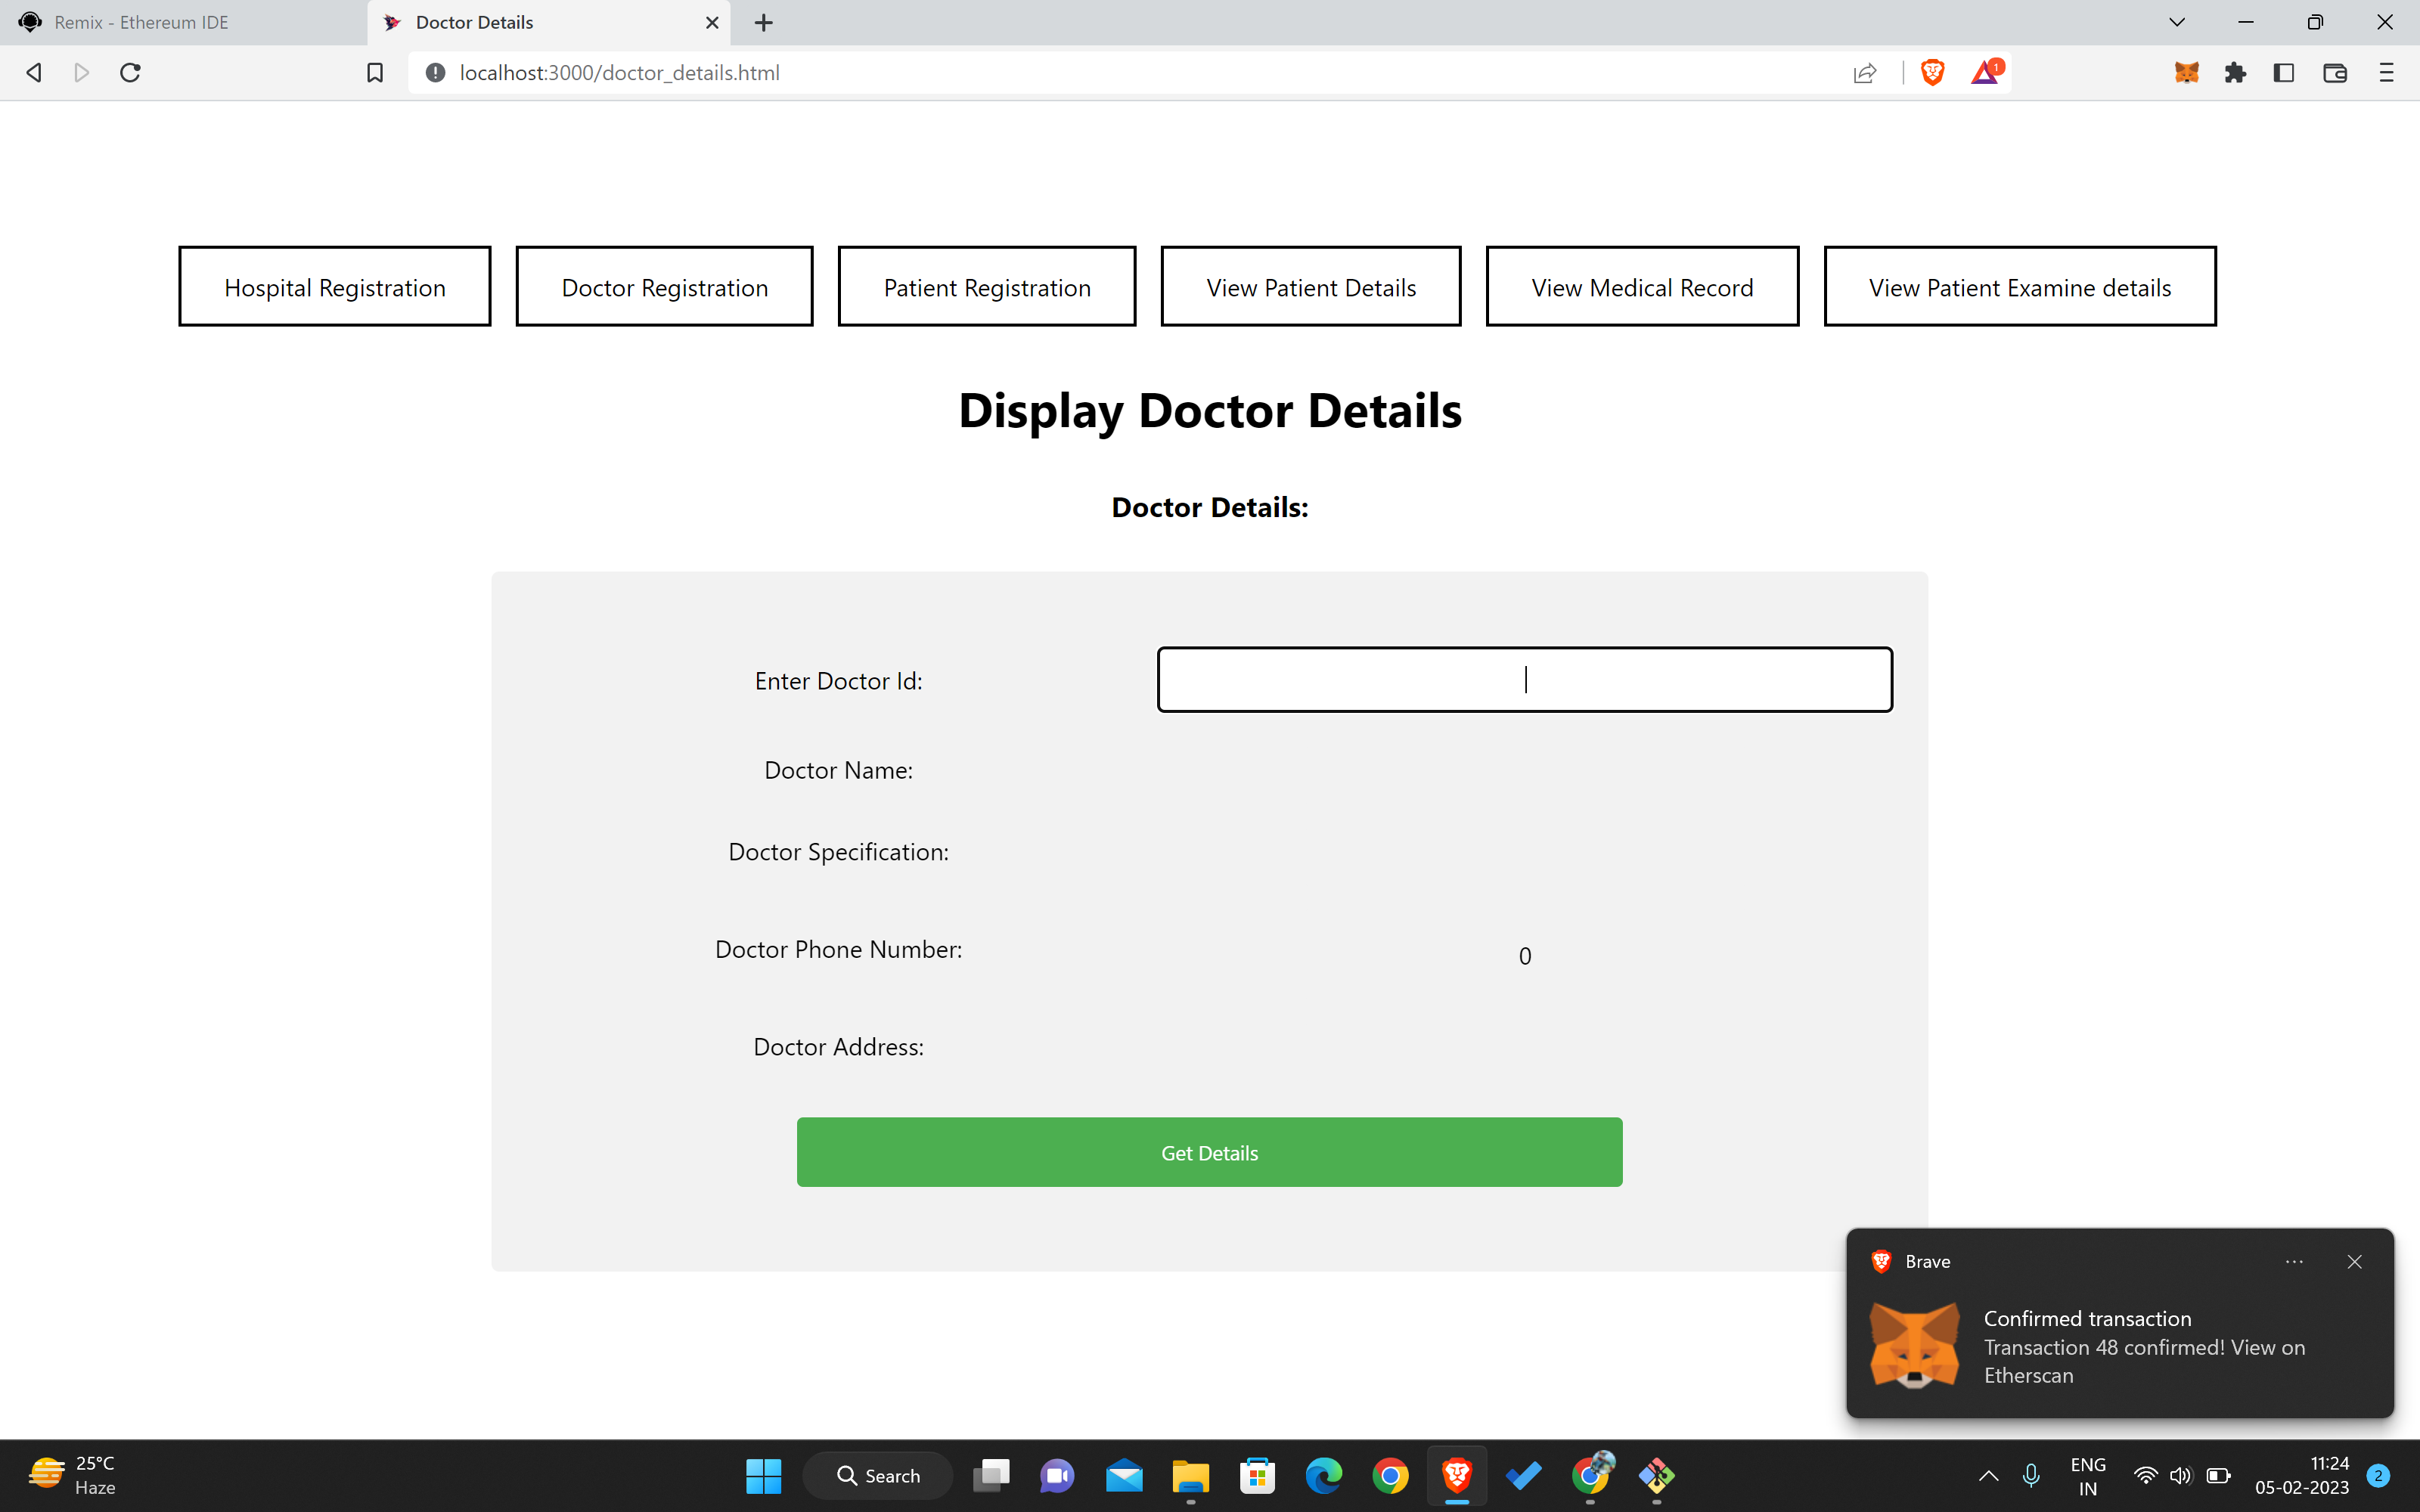 Remix - Ethereum IDE
Doctor Details
localhost:3000/doctor_details.html
1
Hospital Registration
Doctor Registration
Patient Registration
View Patient Details
View Medical Record
View Patient Examine details
Display Doctor Details
Doctor Details:
Enter Doctor Id:
Doctor Name:
Doctor Specification:
Doctor Phone Number:
0
Doctor Address:
Get Details
Brave
Confirmed transaction
Transaction 48 confirmed! View on
Etherscan
25°C
Haze
Search
ENG
IN
11:24
05-02-2023
2